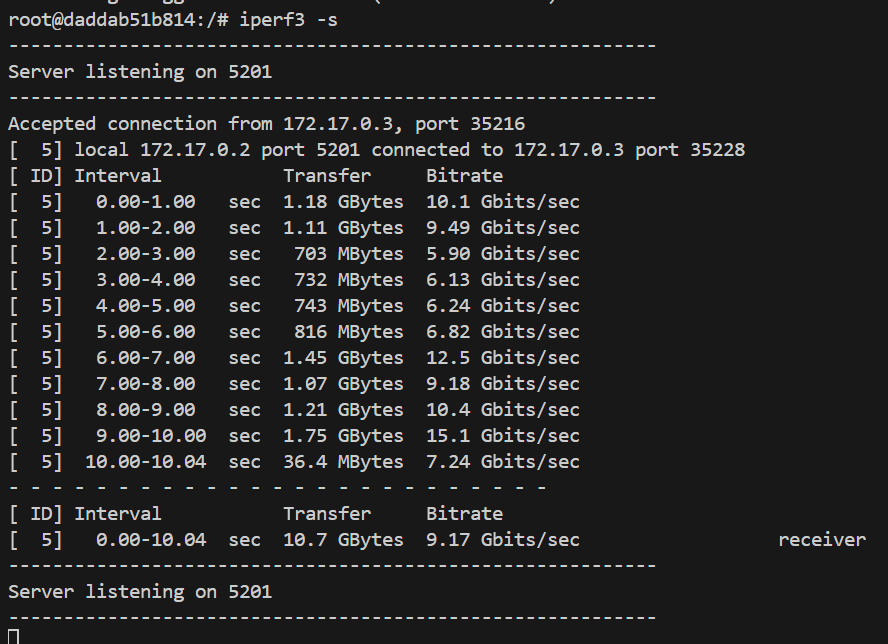 root@daddab51b814:/# iperf3 -s
-----------------------------------------------------------
Server listening on 5201
-----------------------------------------------------------
Accepted connection from 172.17.0.3, port 35216
[  5] local 172.17.0.2 port 5201 connected to 172.17.0.3 port 35228
[ ID] Interval           Transfer     Bitrate
[  5]   0.00-1.00   sec  1.18 GBytes  10.1 Gbits/sec
[  5]   1.00-2.00   sec  1.11 GBytes  9.49 Gbits/sec
[  5]   2.00-3.00   sec   703 MBytes  5.90 Gbits/sec
[  5]   3.00-4.00   sec   732 MBytes  6.13 Gbits/sec
[  5]   4.00-5.00   sec   743 MBytes  6.24 Gbits/sec
[  5]   5.00-6.00   sec   816 MBytes  6.82 Gbits/sec
[  5]   6.00-7.00   sec  1.45 GBytes  12.5 Gbits/sec
[  5]   7.00-8.00   sec  1.07 GBytes  9.18 Gbits/sec
[  5]   8.00-9.00   sec  1.21 GBytes  10.4 Gbits/sec
[  5]   9.00-10.00  sec  1.75 GBytes  15.1 Gbits/sec
[  5]  10.00-10.04  sec  36.4 MBytes  7.24 Gbits/sec
- - - - - - - - - - - - - - - - - - - - - - - - -
[ ID] Interval           Transfer     Bitrate
[  5]   0.00-10.04  sec  10.7 GBytes  9.17 Gbits/sec                  receiver
-----------------------------------------------------------
Server listening on 5201
-----------------------------------------------------------